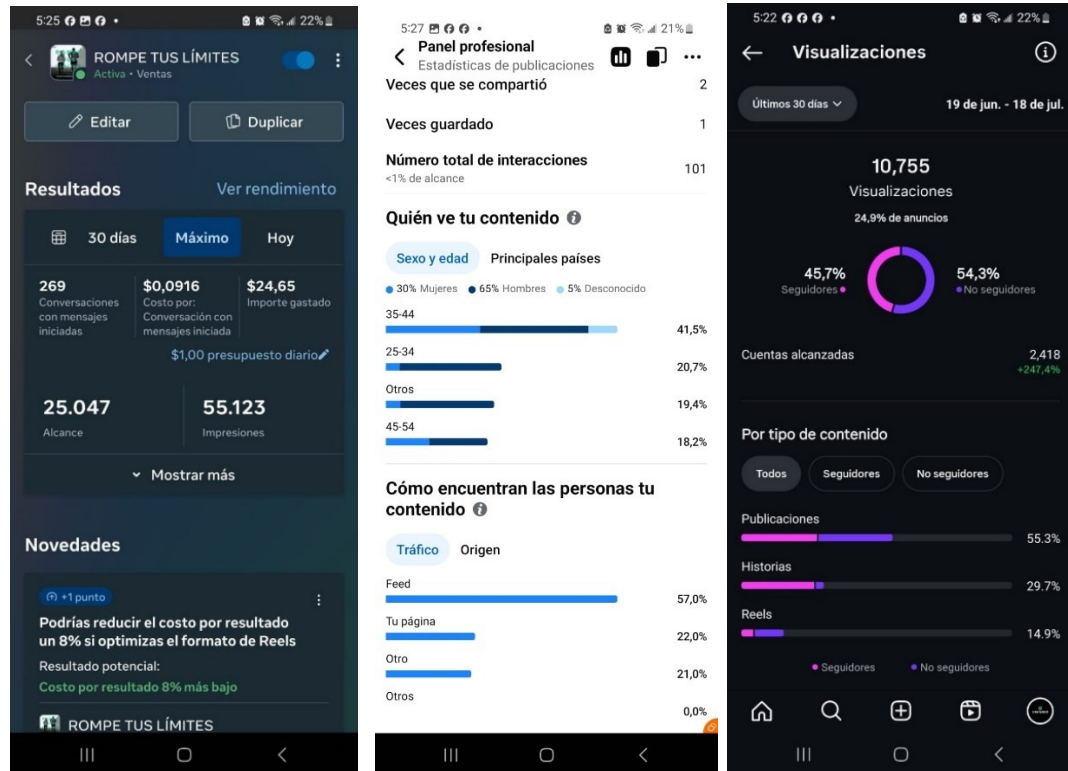 5:25
22%
ROMPE TUS LÍMITES
Activa • Ventas
Editar
Duplicar
Resultados
Ver rendimiento
30 días
Máximo
Hoy
269
Conversaciones
con mensajes
iniciadas
$0,0916
Costo por:
Conversación con
mensajes iniciada
$24,65
Importe gastado
$1,00 presupuesto diario
25.047
Alcance
55.123
Impresiones
Mostrar más
Novedades
+1 punto
Podrías reducir el costo por resultado
un 8% si optimizas el formato de Reels
Resultado potencial:
Costo por resultado 8% más bajo
ROMPE TUS LÍMITES
5:27
21%
Panel profesional
Estadísticas de publicaciones
Veces que se compartió 2
Veces guardado 1
Número total de interacciones 101
<1% de alcance
Quién ve tu contenido
Sexo y edad
Principales países
30% Mujeres
65% Hombres
5% Desconocido
35-44
41,5%
25-34
20,7%
Otros
19,4%
45-54
18,2%
Cómo encuentran las personas tu
contenido
Tráfico
Origen
Feed
57,0%
Tu página
22,0%
Otro
21,0%
Otros
0,0%
5:22
22%
Visualizaciones
Últimos 30 días
19 de jun. - 18 de jul.
10,755
Visualizaciones
24,9% de anuncios
45,7%
Seguidores
54,3%
No seguidores
Cuentas alcanzadas 2,418
+247,4%
Por tipo de contenido
Todos
Seguidores
No seguidores
Publicaciones
55.3%
Historias
29.7%
Reels
14.9%
Seguidores
No seguidores